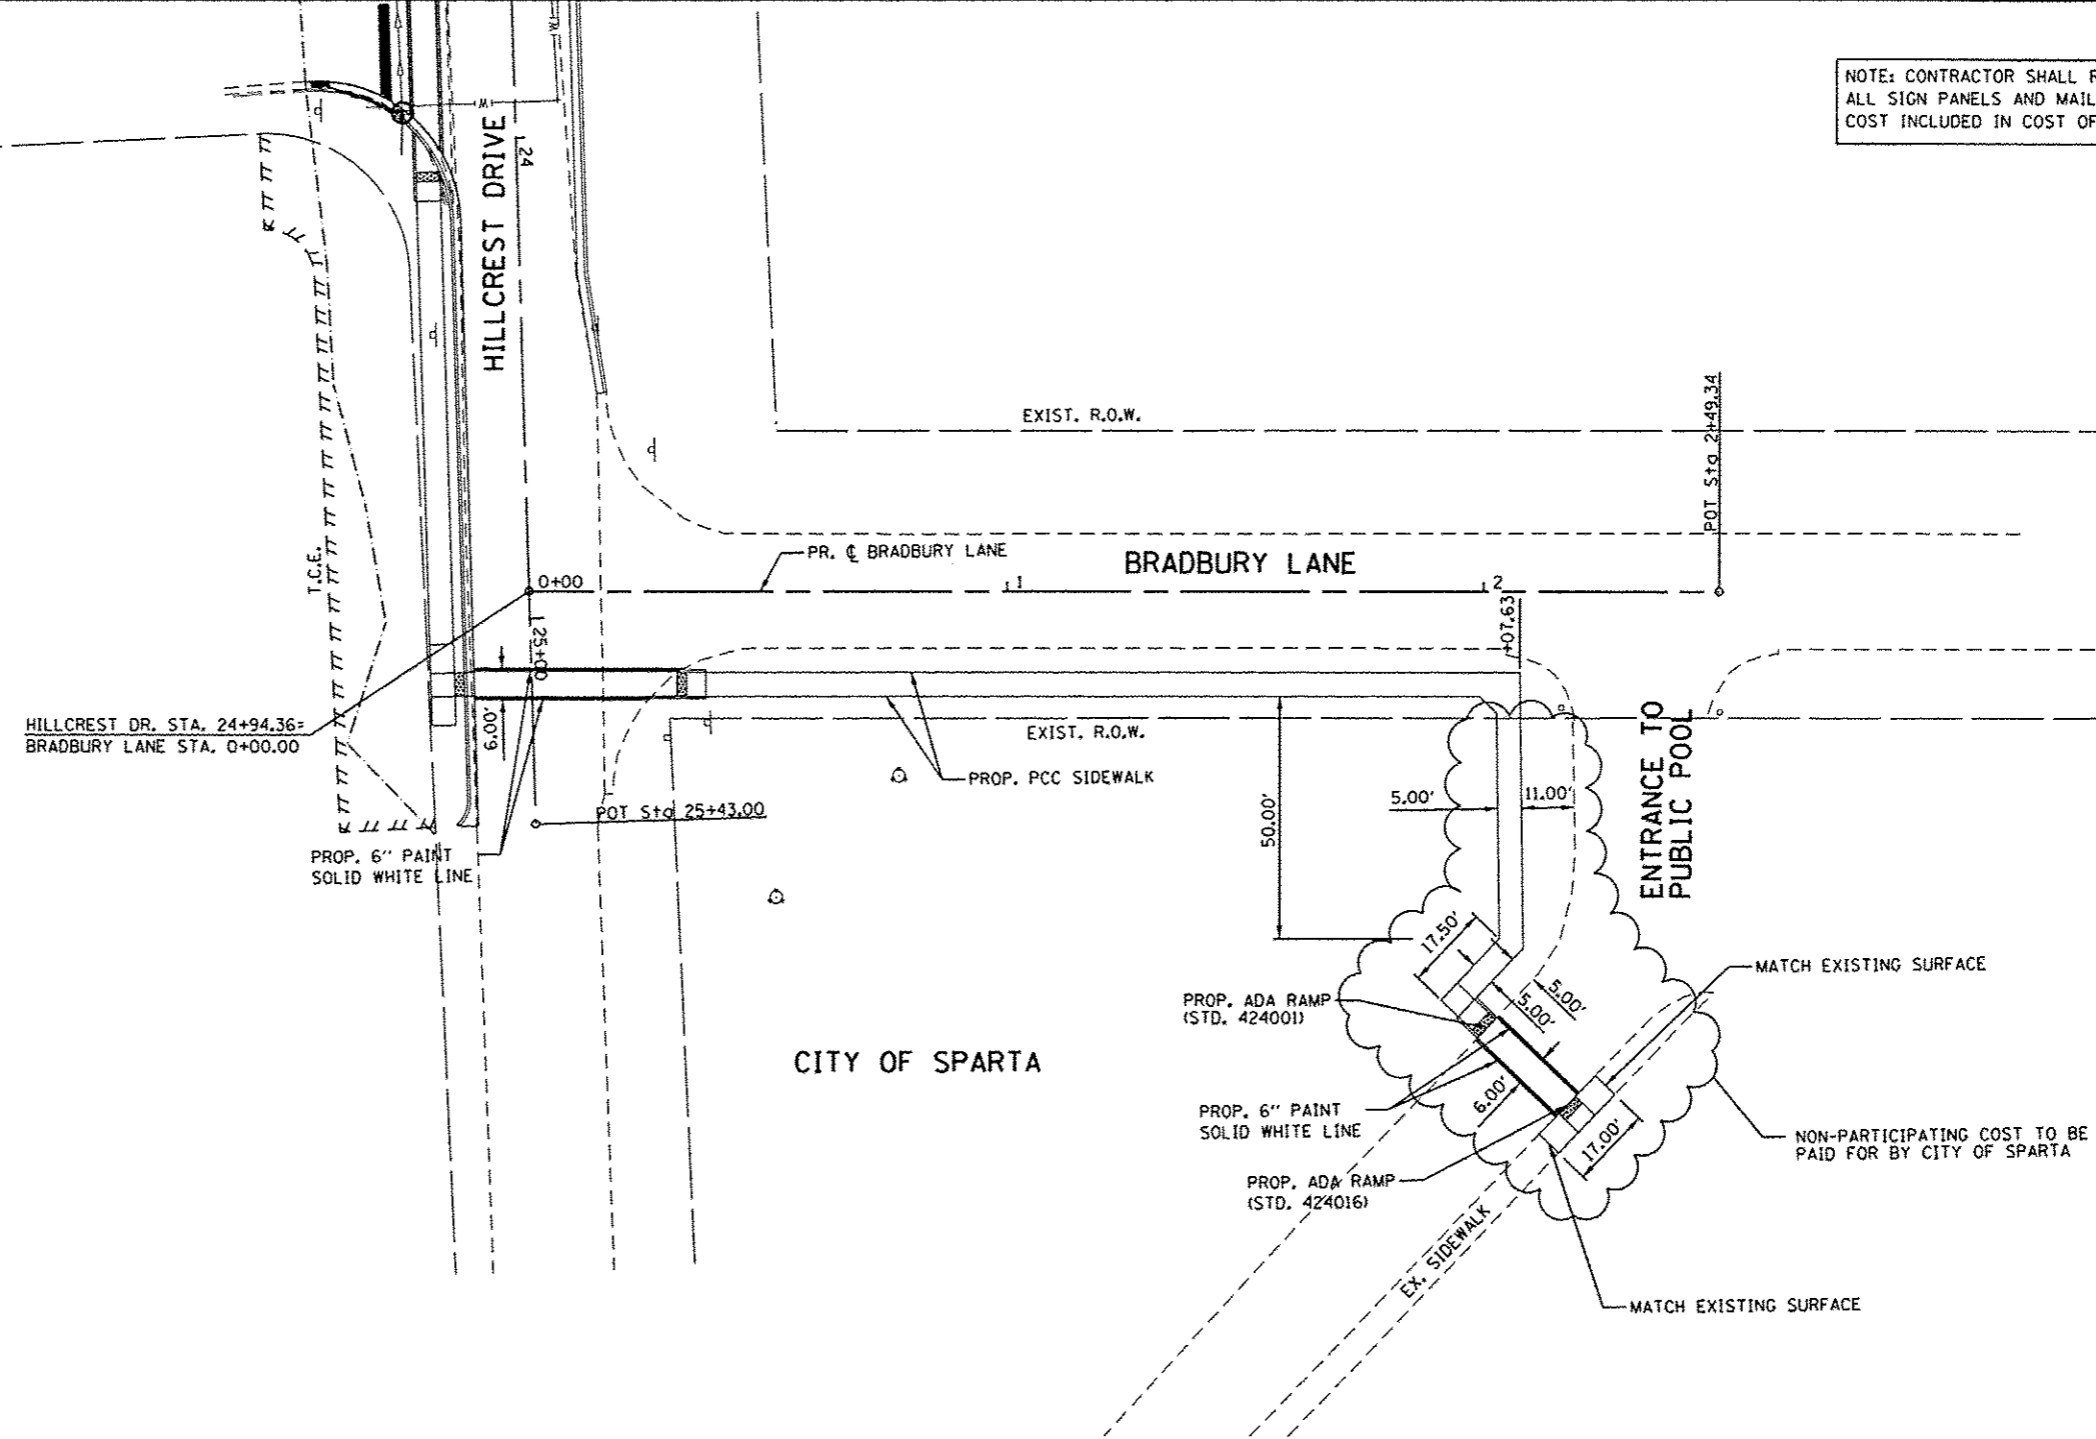 NOTE: CONTRACTOR SHALL
ALL SIGN PANELS AND MAIL
COST INCLUDED IN COST OF
W
W
24
HILLCREST DRIVE
EXIST. R.O.W.
POT Sta 2+49.34
PR. ℄ BRADBURY LANE
BRADBURY LANE
T.C.E.
0+00
1
2
25+00
+07.63
HILLCREST DR. STA. 24+94.36=
BRADBURY LANE STA. 0+00.00
6.00'
EXIST. R.O.W.
PROP. PCC SIDEWALK
ENTRANCE TO
PUBLIC POOL
5.00'
11.00'
50.00'
POT Sta 25+43.00
PROP. 6" PAINT
SOLID WHITE LINE
17.50'
MATCH EXISTING SURFACE
PROP. ADA RAMP
(STD. 424001)
5.00'
5.00'
CITY OF SPARTA
6.00'
PROP. 6" PAINT
SOLID WHITE LINE
17.00'
NON-PARTICIPATING COST TO BE
PAID FOR BY CITY OF SPARTA
PROP. ADA RAMP
(STD. 424016)
EX. SIDEWALK
MATCH EXISTING SURFACE